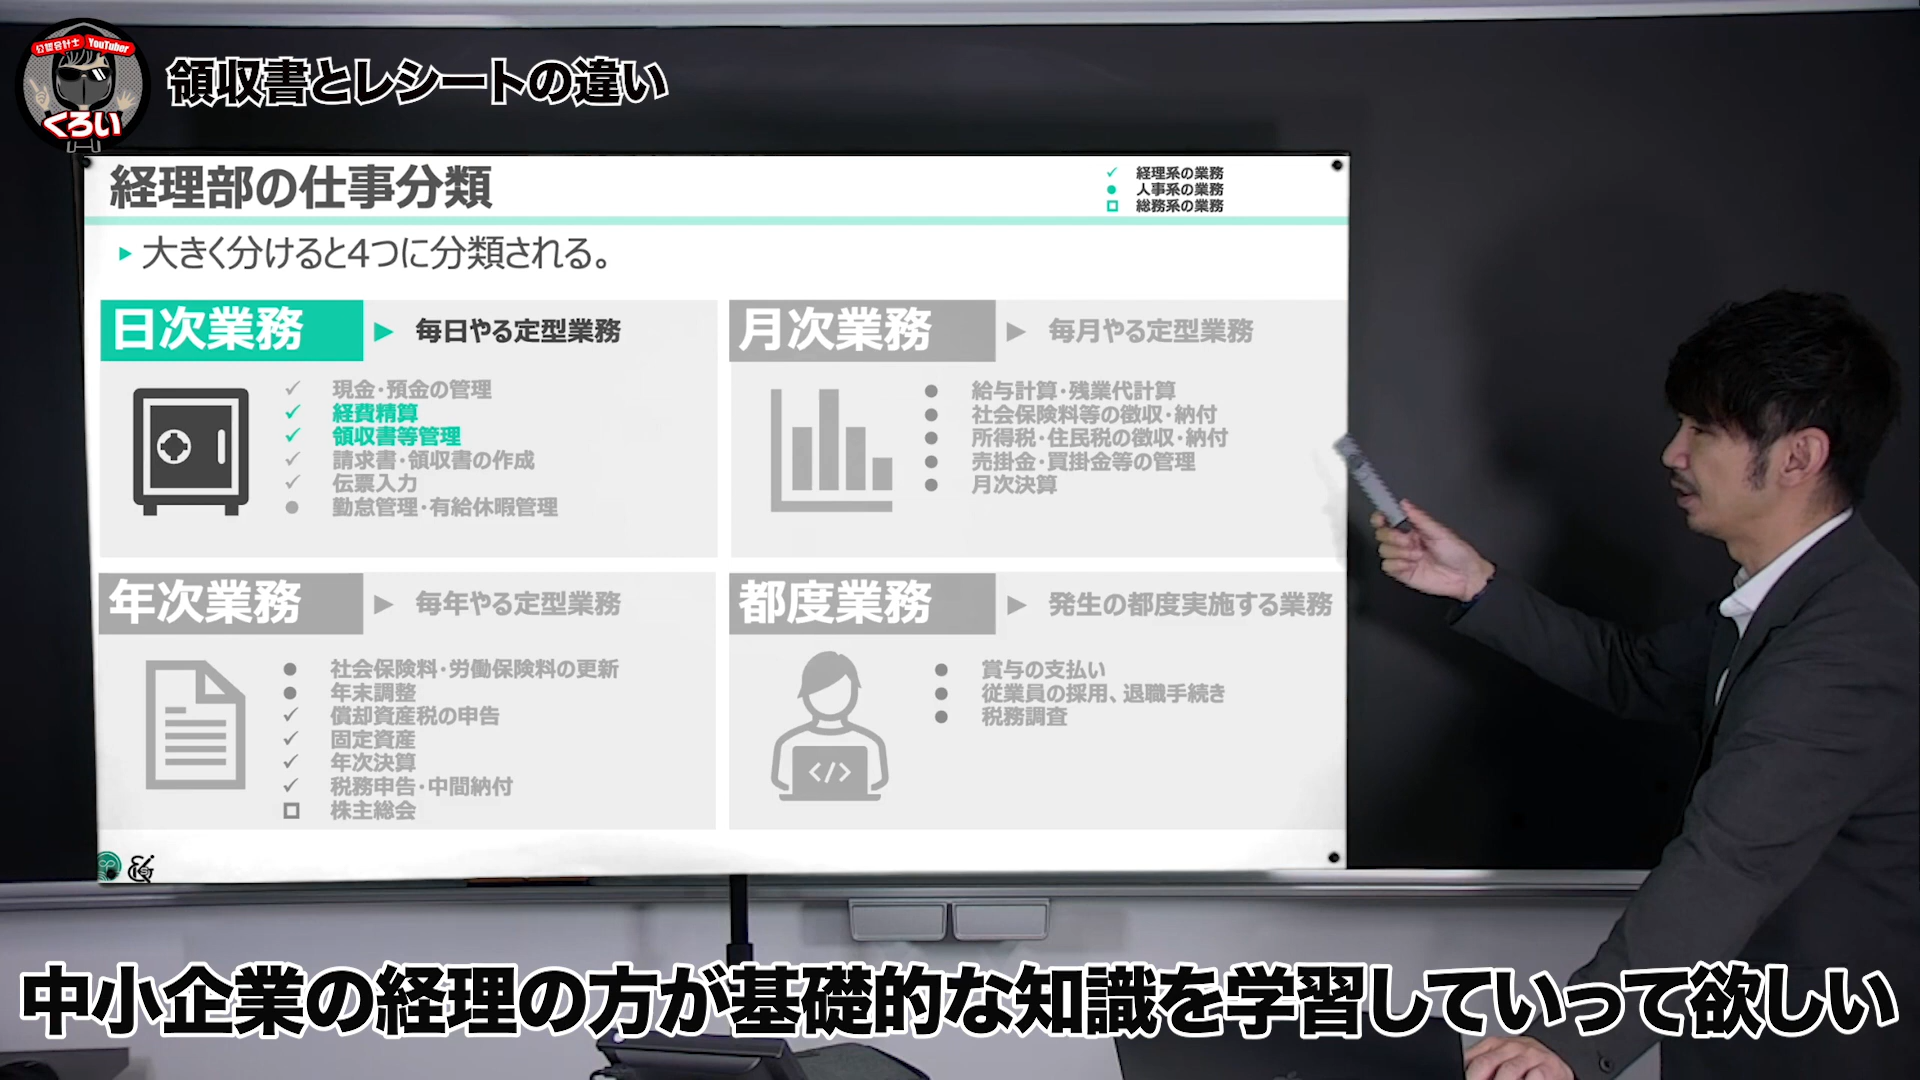 公認会計士 YouTuber
くろい
領収書とレシートの違い
経理部の仕事分類
✓ 経理系の業務
● 人事系の業務
□ 総務系の業務
▶ 大きく分けると4つに分類される。
日次業務 ▶ 毎日やる定型業務
✓ 現金・預金の管理
✓ 経費精算
✓ 領収書等管理
✓ 請求書・領収書の作成
✓ 伝票入力
● 勤怠管理・有給休暇管理
月次業務 ▶ 毎月やる定型業務
● 給与計算・残業代計算
● 社会保険料等の徴収・納付
● 所得税・住民税の徴収・納付
● 売掛金・買掛金等の管理
● 月次決算
年次業務 ▶ 毎年やる定型業務
● 社会保険料・労働保険料の更新
● 年末調整
✓ 償却資産税の申告
✓ 固定資産
✓ 年次決算
✓ 税務申告・中間納付
□ 株主総会
都度業務 ▶ 発生の都度実施する業務
● 賞与の支払い
● 従業員の採用、退職手続き
● 税務調査
</> 
中小企業の経理の方が基礎的な知識を学習していって欲しい